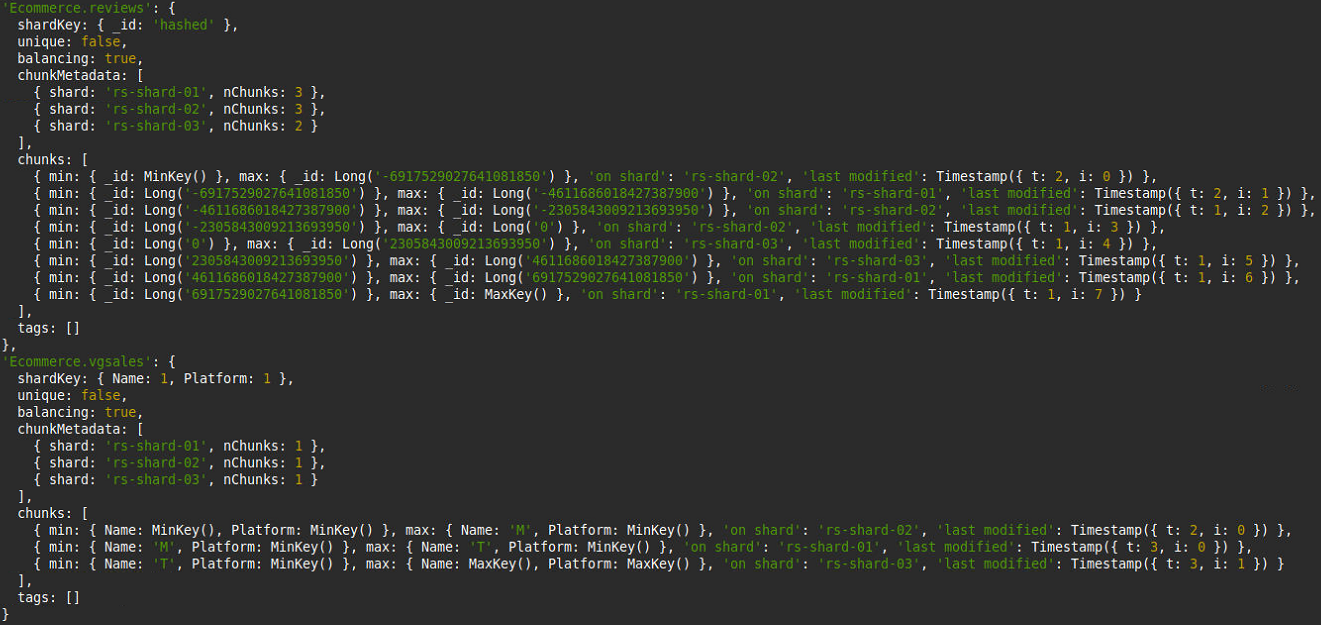 'Ecommerce.reviews': {
  shardKey: { _id: 'hashed' },
  unique: false,
  balancing: true,
  chunkMetadata: [
    { shard: 'rs-shard-01', nChunks: 3 },
    { shard: 'rs-shard-02', nChunks: 3 },
    { shard: 'rs-shard-03', nChunks: 2 }
  ],
  chunks: [
    { min: { _id: MinKey() }, max: { _id: Long('-6917529027641081850') }, 'on shard': 'rs-shard-02', 'last modified': Timestamp({ t: 2, i: 0 }) },
    { min: { _id: Long('-6917529027641081850') }, max: { _id: Long('-4611686018427387900') }, 'on shard': 'rs-shard-01', 'last modified': Timestamp({ t: 2, i: 1 }) },
    { min: { _id: Long('-4611686018427387900') }, max: { _id: Long('-2305843009213693950') }, 'on shard': 'rs-shard-02', 'last modified': Timestamp({ t: 1, i: 2 }) },
    { min: { _id: Long('-2305843009213693950') }, max: { _id: Long('0') }, 'on shard': 'rs-shard-02', 'last modified': Timestamp({ t: 1, i: 3 }) },
    { min: { _id: Long('0') }, max: { _id: Long('2305843009213693950') }, 'on shard': 'rs-shard-03', 'last modified': Timestamp({ t: 1, i: 4 }) },
    { min: { _id: Long('2305843009213693950') }, max: { _id: Long('4611686018427387900') }, 'on shard': 'rs-shard-03', 'last modified': Timestamp({ t: 1, i: 5 }) },
    { min: { _id: Long('4611686018427387900') }, max: { _id: Long('6917529027641081850') }, 'on shard': 'rs-shard-01', 'last modified': Timestamp({ t: 1, i: 6 }) },
    { min: { _id: Long('6917529027641081850') }, max: { _id: MaxKey() }, 'on shard': 'rs-shard-01', 'last modified': Timestamp({ t: 1, i: 7 }) }
  ],
  tags: []
},
'Ecommerce.vgsales': {
  shardKey: { Name: 1, Platform: 1 },
  unique: false,
  balancing: true,
  chunkMetadata: [
    { shard: 'rs-shard-01', nChunks: 1 },
    { shard: 'rs-shard-02', nChunks: 1 },
    { shard: 'rs-shard-03', nChunks: 1 }
  ],
  chunks: [
    { min: { Name: MinKey(), Platform: MinKey() }, max: { Name: 'M', Platform: MinKey() }, 'on shard': 'rs-shard-02', 'last modified': Timestamp({ t: 2, i: 0 }) },
    { min: { Name: 'M', Platform: MinKey() }, max: { Name: 'T', Platform: MinKey() }, 'on shard': 'rs-shard-01', 'last modified': Timestamp({ t: 3, i: 0 }) },
    { min: { Name: 'T', Platform: MinKey() }, max: { Name: MaxKey(), Platform: MaxKey() }, 'on shard': 'rs-shard-03', 'last modified': Timestamp({ t: 3, i: 1 }) }
  ],
  tags: []
}